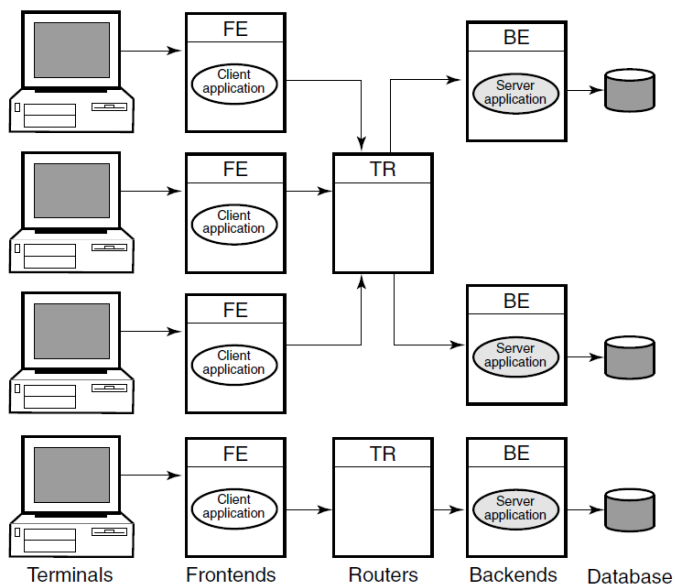 FE
Client
application
BE
Server
application
FE
Client
application
TR
FE
Client
application
BE
Server
application
FE
Client
application
TR
BE
Server
application
Terminals
Frontends
Routers
Backends
Database